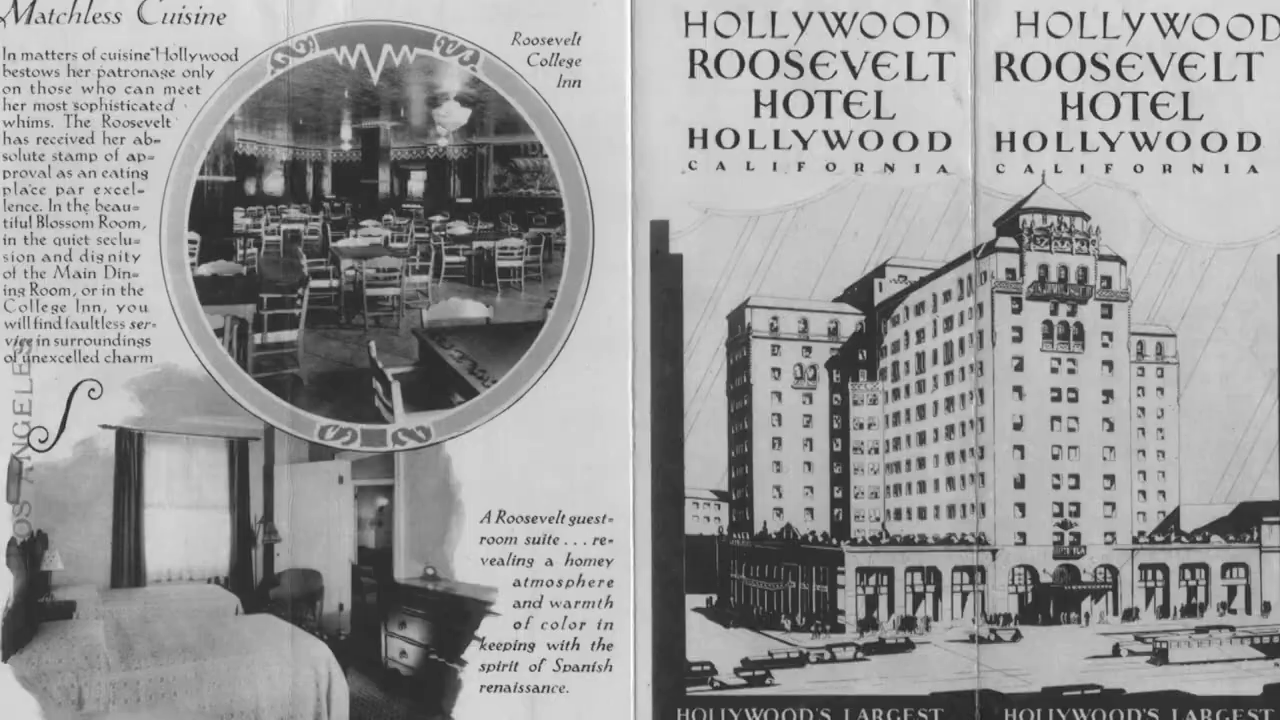 Matchless Cuisine
In matters of cuisine Hollywood
bestows her patronage only
on those who can meet
her most sophisticated
whims. The Roosevelt
has received her ab-
solute stamp of ap-
proval as an eating
place par excel-
lence. In the beau-
tiful Blossom Room,
in the quiet seclu-
sion and dignity
of the Main Din-
ing Room, or in the
College Inn, you
will find faultless ser-
vice in surroundings
of unexcelled charm
Roosevelt
College
Inn
A Roosevelt guest-
room suite . . . re-
vealing a homey
atmosphere
and warmth
of color in
keeping with the
spirit of Spanish
renaissance.
LOS ANGELES
HOLLYWOOD
ROOSEVELT
HOTEL
HOLLYWOOD
CALIFORNIA
HOLLYWOOD'S LARGEST
HOLLYWOOD
ROOSEVELT
HOTEL
HOLLYWOOD
CALIFORNIA
HOLLYWOOD'S LARGEST